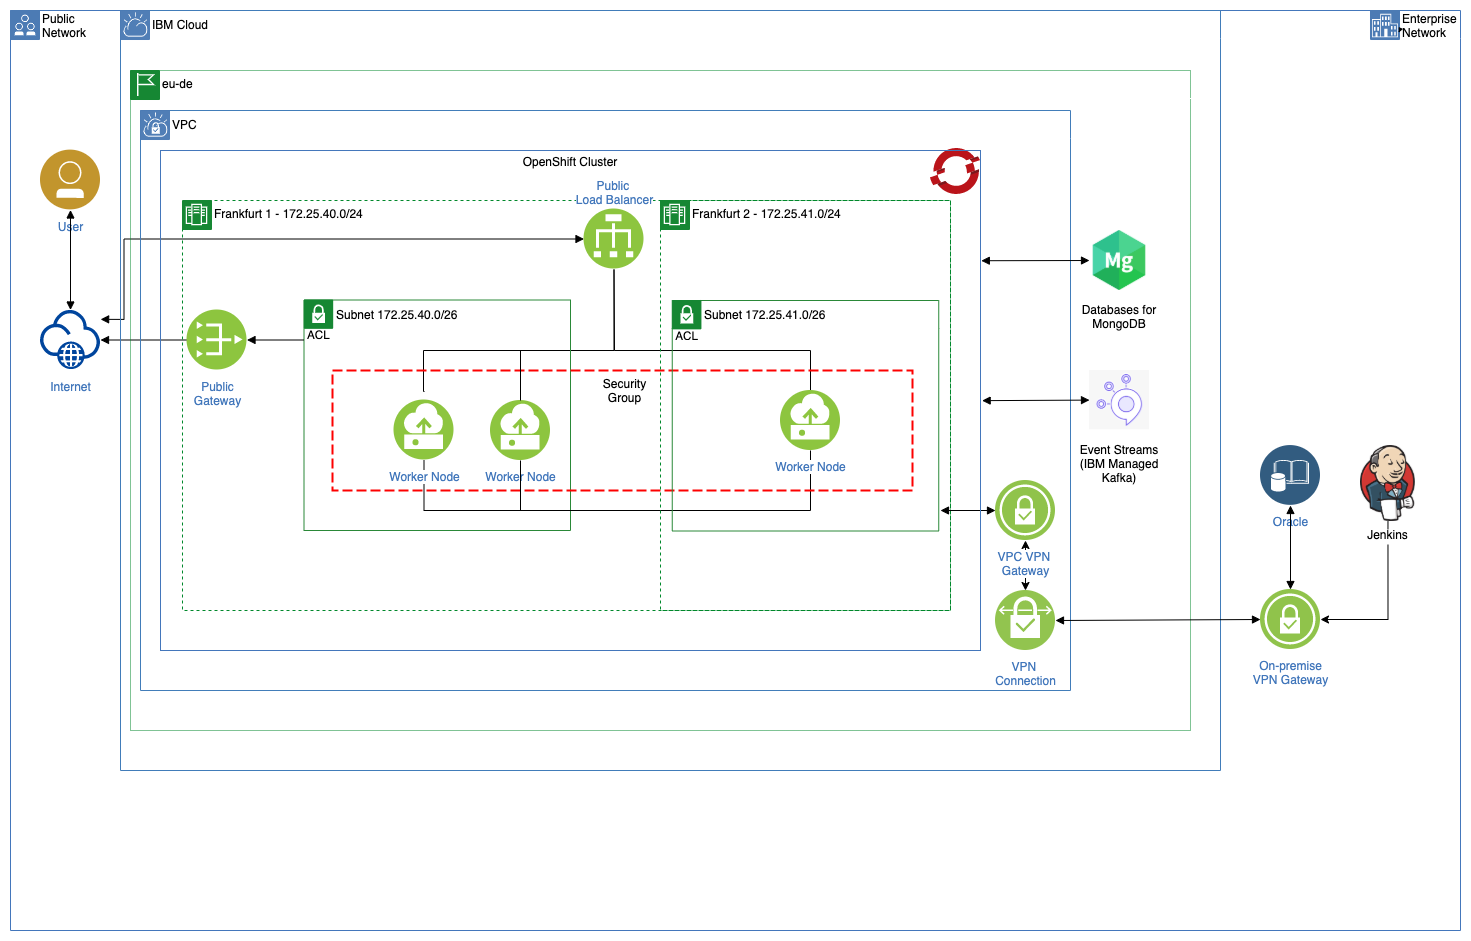 Public
Network
IBM Cloud
Enterprise
Network
eu-de
VPC
OpenShift Cluster
Public
Load Balancer
Frankfurt 1 - 172.25.40.0/24
Frankfurt 2 - 172.25.41.0/24
User
Mg
Databases for
MongoDB
Subnet 172.25.40.0/26
ACL
Subnet 172.25.41.0/26
ACL
Internet
Public
Gateway
Security
Group
Worker Node
Worker Node
Worker Node
Event Streams
(IBM Managed
Kafka)
Oracle
Jenkins
VPC VPN
Gateway
VPN
Connection
On-premise
VPN Gateway